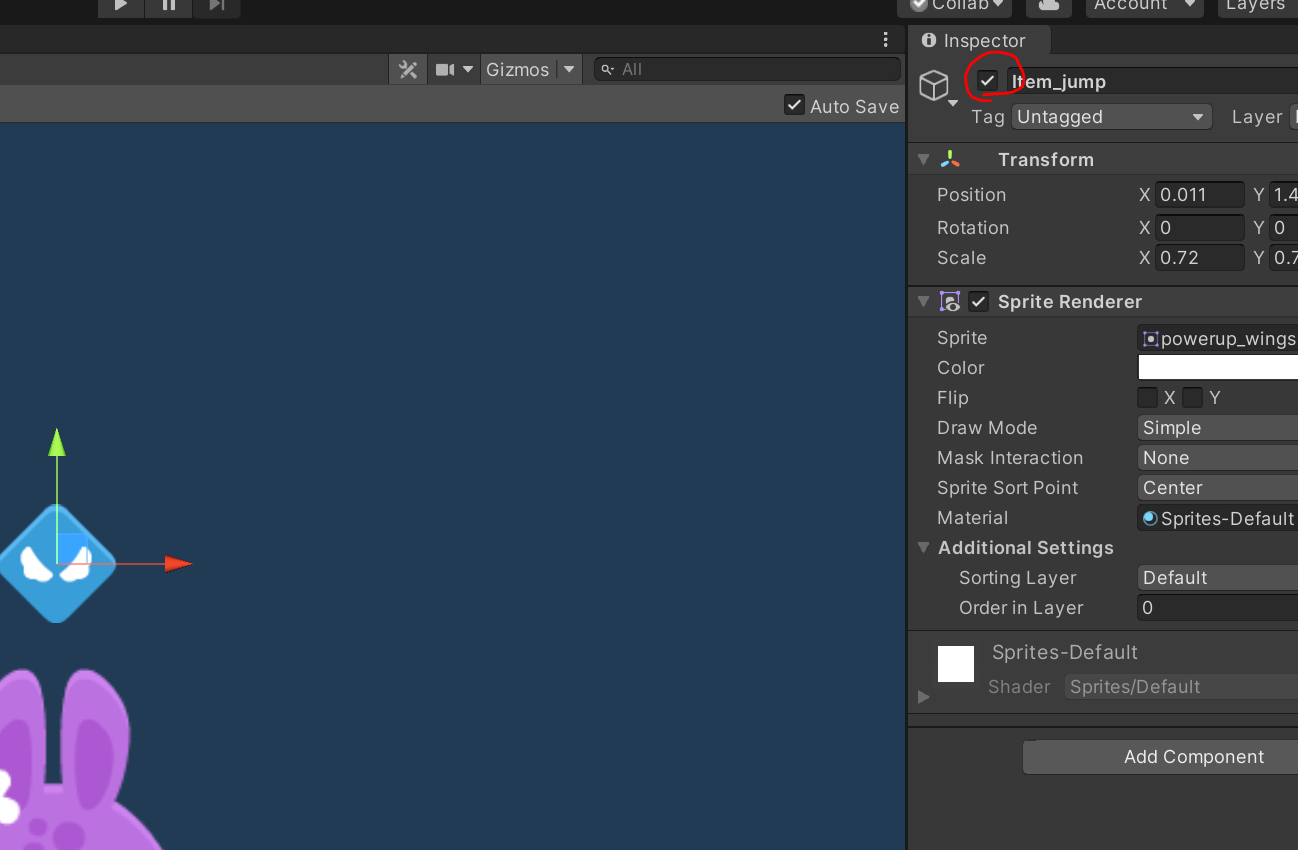 Collab
Account
Layers
Inspector
Gizmos
All
Item_jump
Auto Save
Tag
Untagged
Layer
Transform
Position X 0.011 Y 1.4
Rotation X 0 Y 0
Scale X 0.72 Y 0.7
Sprite Renderer
Sprite powerup_wings
Color
Flip X Y
Draw Mode Simple
Mask Interaction None
Sprite Sort Point Center
Material Sprites-Default
Additional Settings
Sorting Layer Default
Order in Layer 0
Sprites-Default
Shader Sprites/Default
Add Component